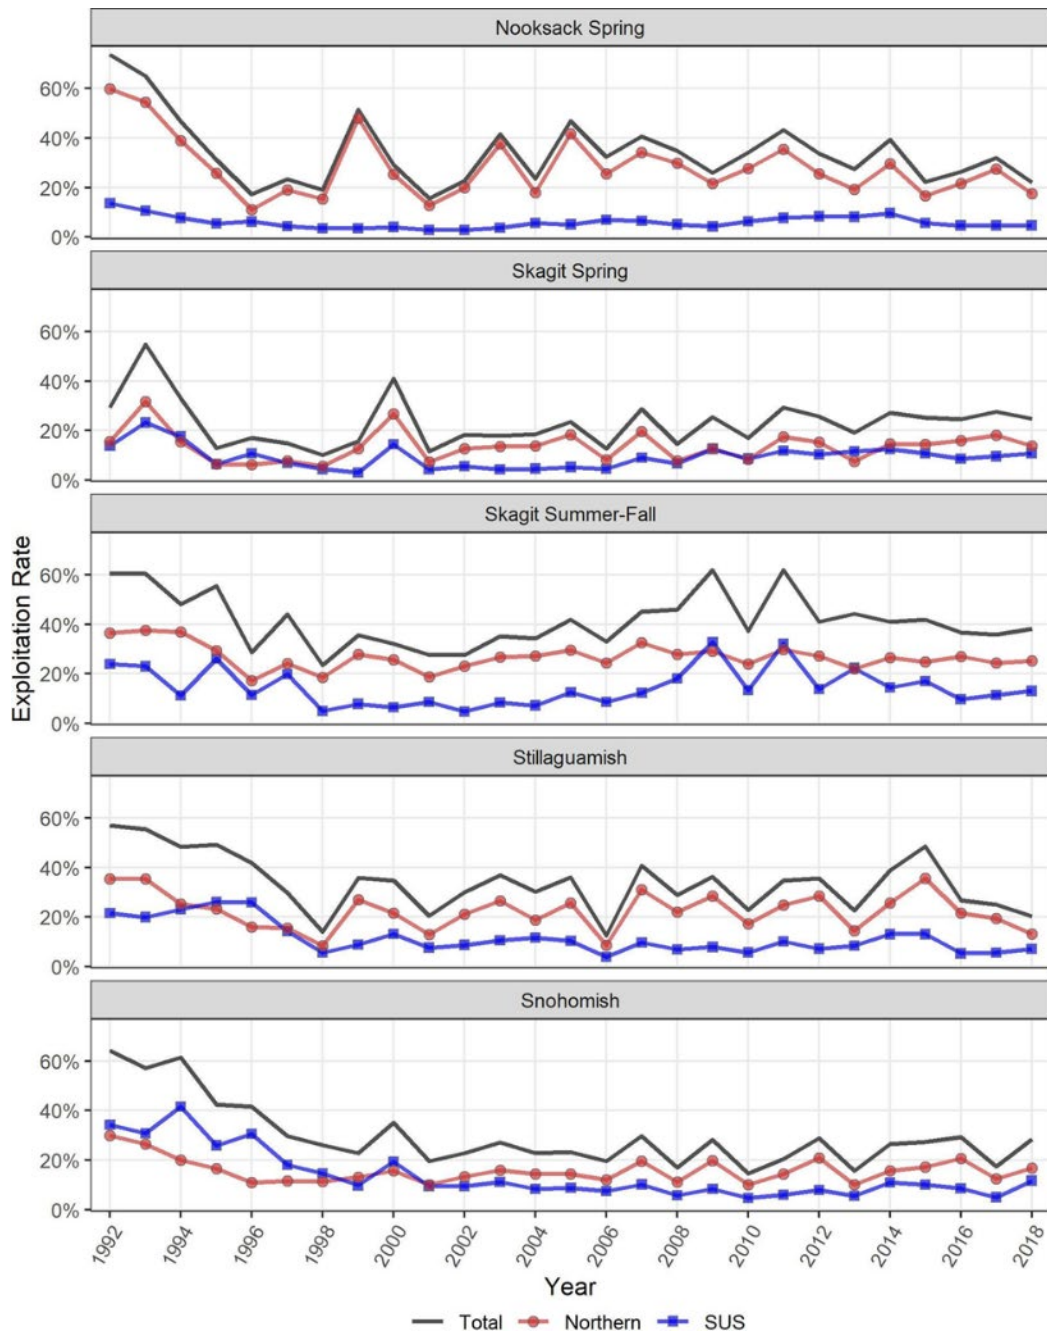 Nooksack Spring
60%
40%
20%
0%
Skagit Spring
60%
40%
20%
0%
Skagit Summer-Fall
60%
40%
20%
0%
Stillaguamish
60%
40%
20%
0%
Snohomish
60%
40%
20%
0%
Exploitation Rate
1992 1994 1996 1998 2000 2002 2004 2006 2008 2010 2012 2014 2016 2018
Year
Total Northern SUS